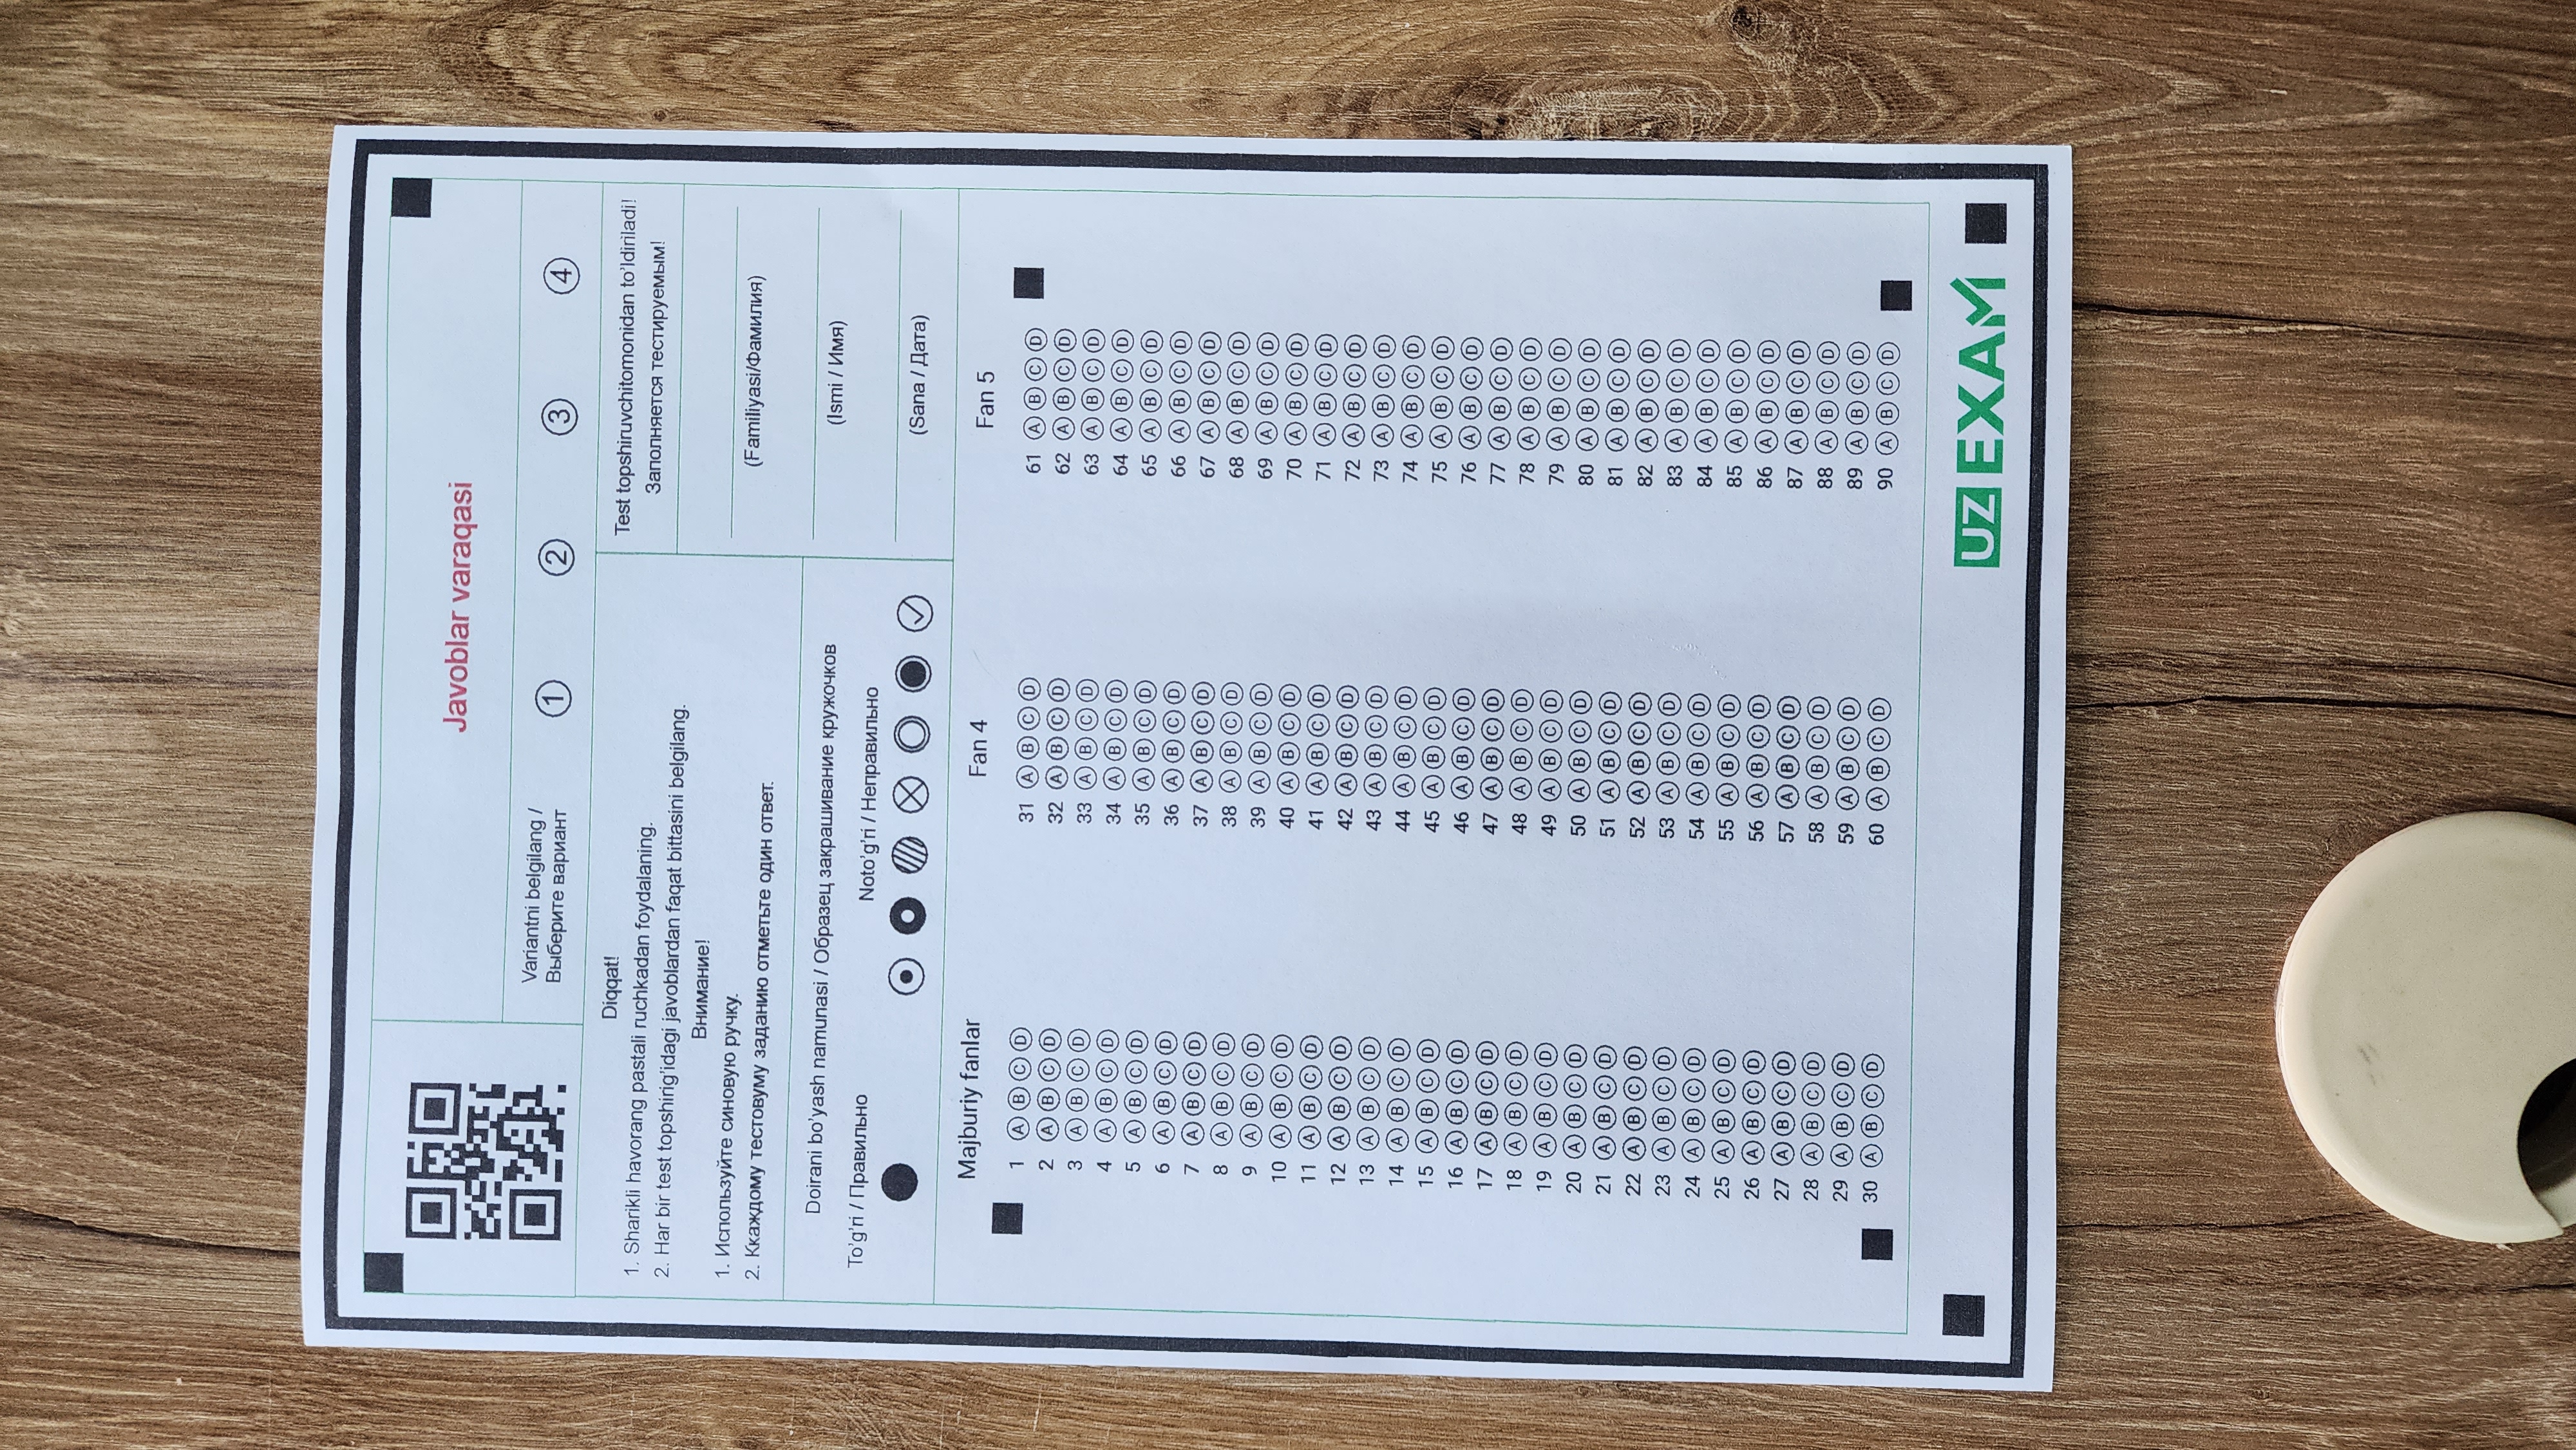 Javoblar varaqasi
Variantni belgilang /
Выберите вариант
1 2 3 4
Diqqat!
1. Sharikli havorang pastali ruchkadan foydalaning.
2. Har bir test topshirig'idagi javoblardan faqat bittasini belgilang.
Внимание!
1. Используйте синовую ручку.
2. Ккаждому тестовуму заданию отметьте один ответ.
Test topshiruvchitomonidan to'ldiriladi!
Заполняется тестируемым!
(Familiyasi/Фамилия)
(Ismi / Имя)
(Sana / Дата)
Doirani bo'yash namunasi / Образец закрашивание кружочков
To'g'ri / Правильно
Noto'g'ri / Неправильно
Majburiy fanlar
1 A B C D
2 A B C D
3 A B C D
4 A B C D
5 A B C D
6 A B C D
7 A B C D
8 A B C D
9 A B C D
10 A B C D
11 A B C D
12 A B C D
13 A B C D
14 A B C D
15 A B C D
16 A B C D
17 A B C D
18 A B C D
19 A B C D
20 A B C D
21 A B C D
22 A B C D
23 A B C D
24 A B C D
25 A B C D
26 A B C D
27 A B C D
28 A B C D
29 A B C D
30 A B C D
Fan 4
31 A B C D
32 A B C D
33 A B C D
34 A B C D
35 A B C D
36 A B C D
37 A B C D
38 A B C D
39 A B C D
40 A B C D
41 A B C D
42 A B C D
43 A B C D
44 A B C D
45 A B C D
46 A B C D
47 A B C D
48 A B C D
49 A B C D
50 A B C D
51 A B C D
52 A B C D
53 A B C D
54 A B C D
55 A B C D
56 A B C D
57 A B C D
58 A B C D
59 A B C D
60 A B C D
Fan 5
61 A B C D
62 A B C D
63 A B C D
64 A B C D
65 A B C D
66 A B C D
67 A B C D
68 A B C D
69 A B C D
70 A B C D
71 A B C D
72 A B C D
73 A B C D
74 A B C D
75 A B C D
76 A B C D
77 A B C D
78 A B C D
79 A B C D
80 A B C D
81 A B C D
82 A B C D
83 A B C D
84 A B C D
85 A B C D
86 A B C D
87 A B C D
88 A B C D
89 A B C D
90 A B C D
UZ EXAM